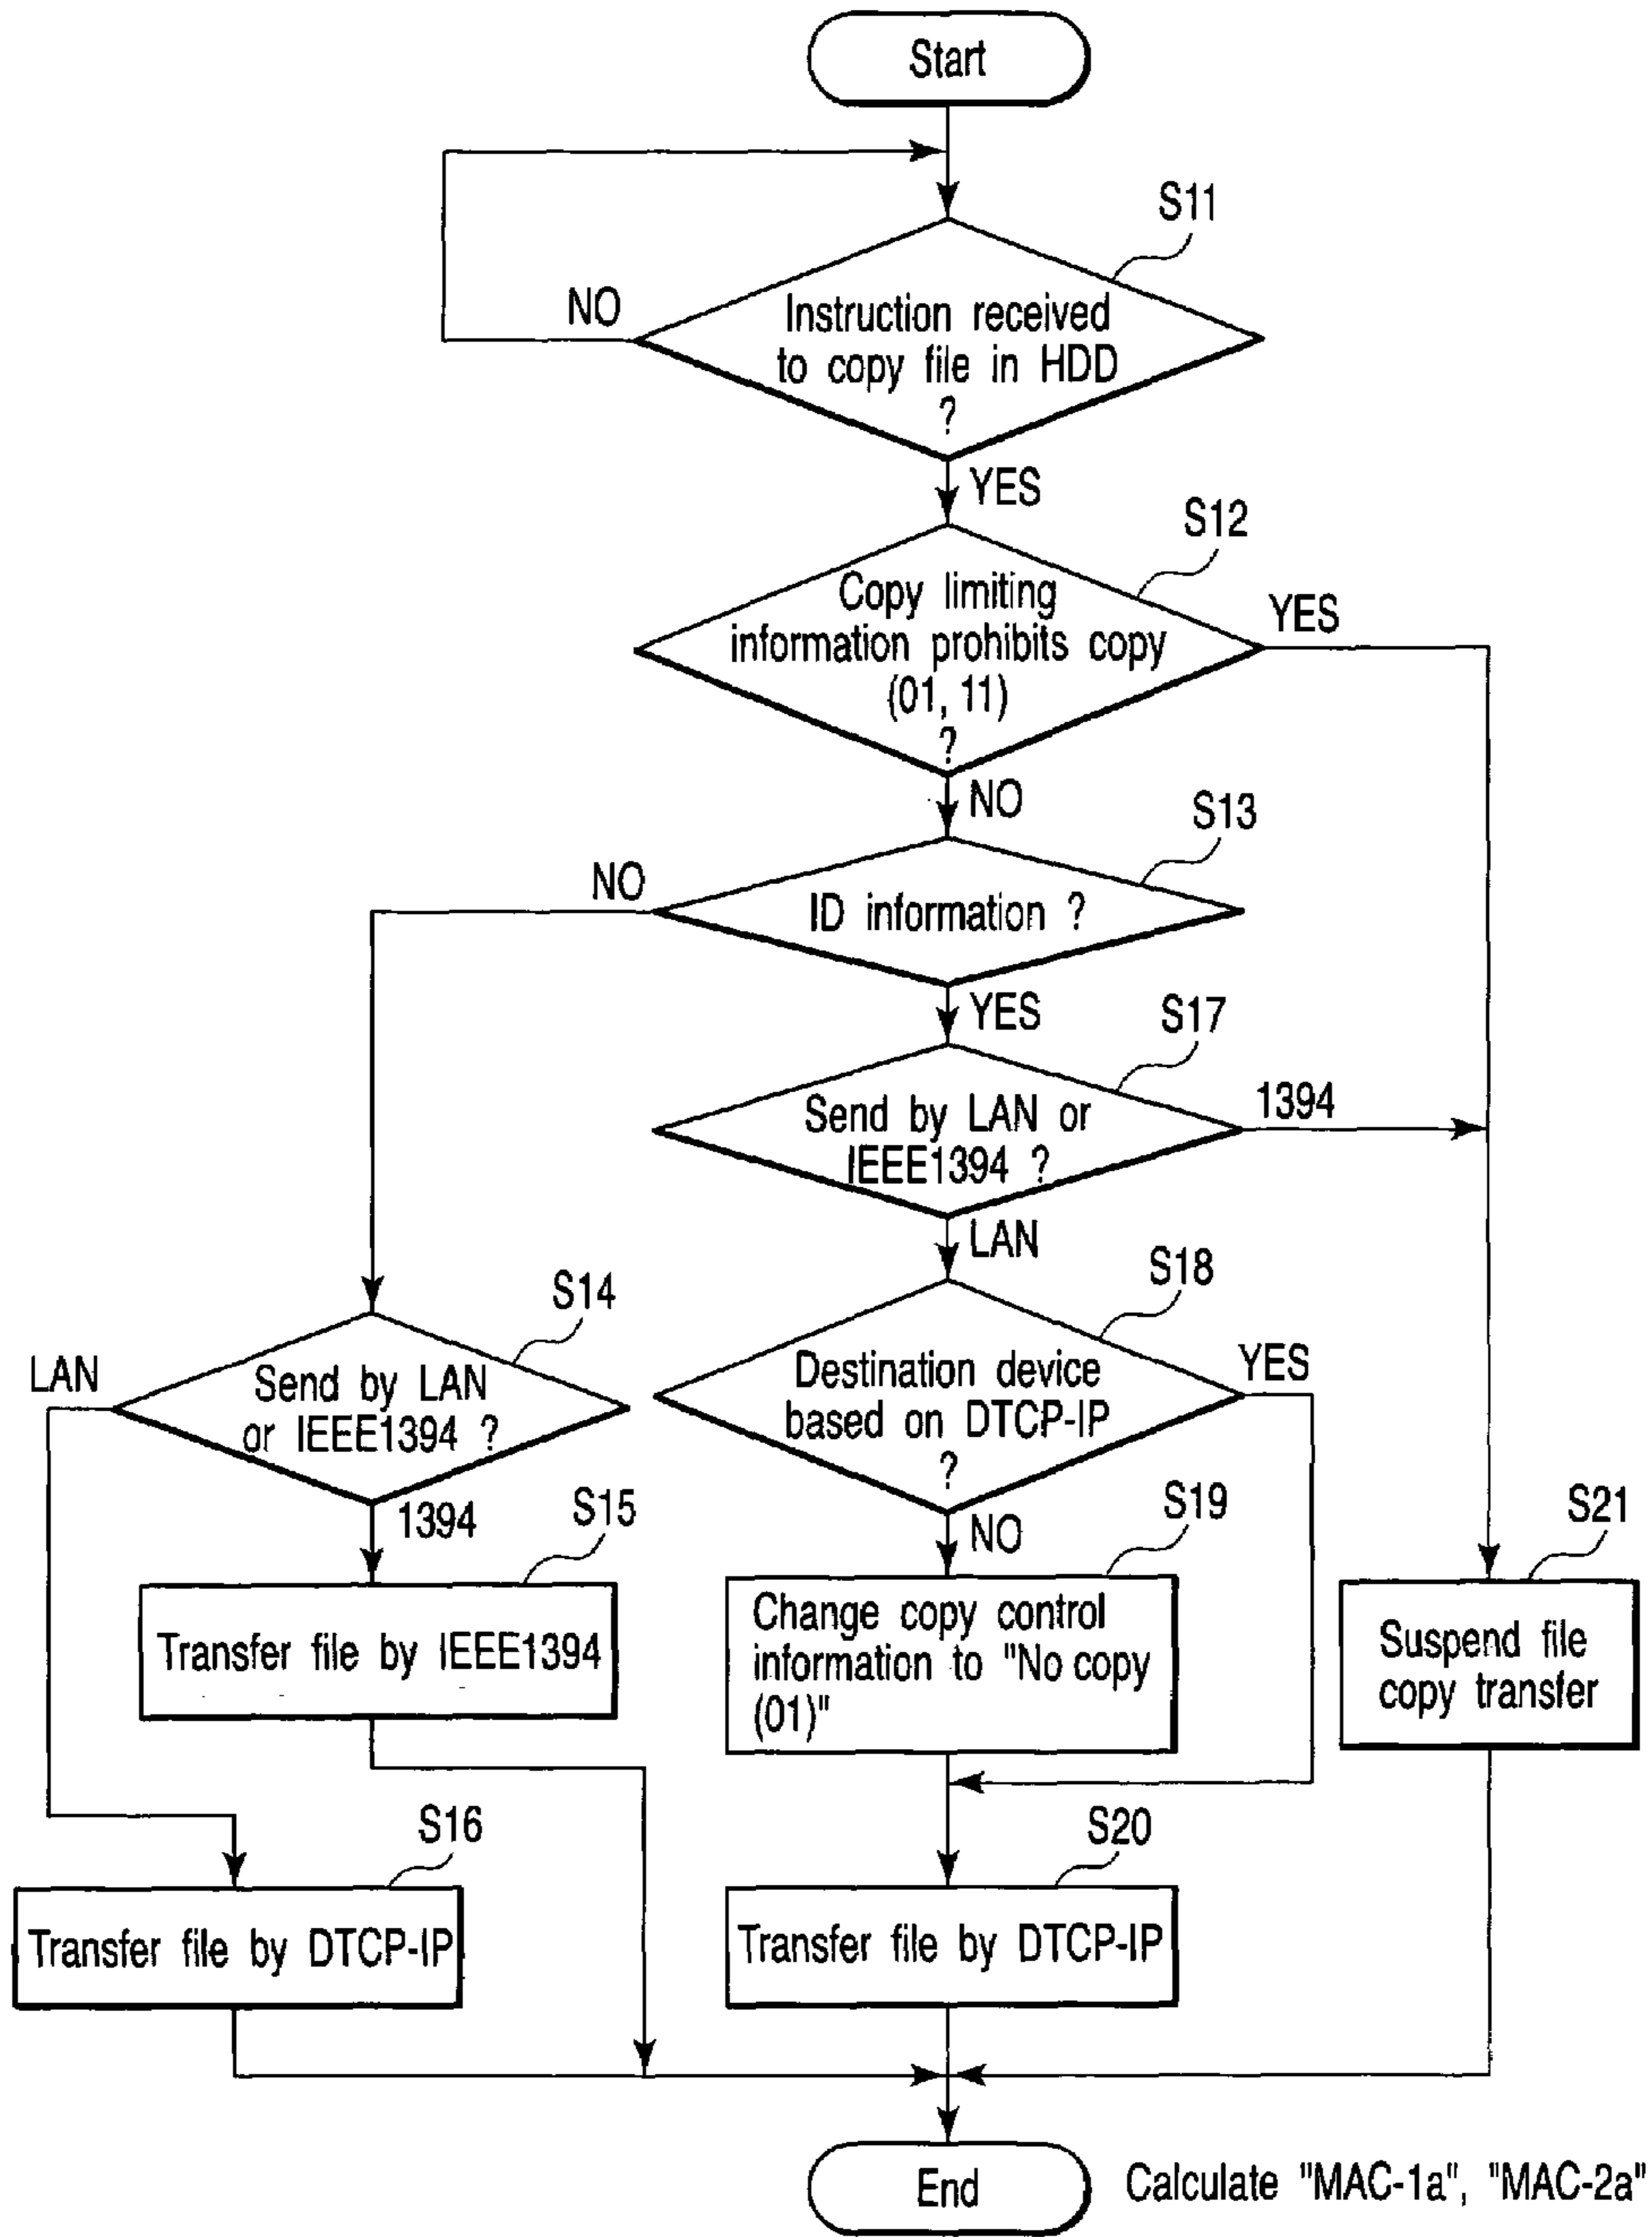 Start
S11
NO
Instruction received
to copy file in HDD
?
YES
S12
Copy limiting
information prohibits copy
(01, 11)
?
YES
NO
S13
NO
ID information ?
YES
S17
Send by LAN or
IEEE1394 ?
1394
LAN
S18
Destination device
based on DTCP-IP
?
YES
S14
LAN
Send by LAN
or IEEE1394 ?
1394
S15
Transfer file by IEEE1394
NO
S19
Change copy control
information to "No copy
(01)"
S21
Suspend file
copy transfer
S16
Transfer file by DTCP-IP
S20
Transfer file by DTCP-IP
End
Calculate "MAC-1a", "MAC-2a"